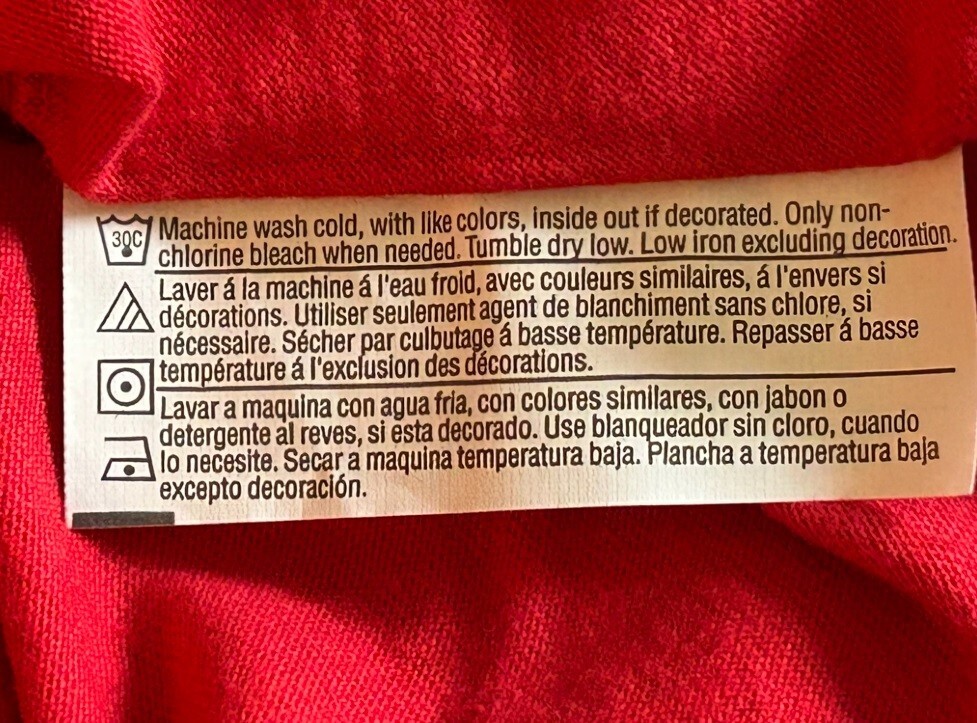 30C
Machine wash cold, with like colors, inside out if decorated. Only non-
chlorine bleach when needed. Tumble dry low. Low iron excluding decoration.
Laver á la machine á l'eau froid, avec couleurs similaires, á l'envers si
décorations. Utiliser seulement agent de blanchiment sans chlore, si
nécessaire. Sécher par culbutage á basse température. Repasser á basse
température á l'exclusion des décorations.
Lavar a maquina con agua fria, con colores similares, con jabon o
detergente al reves, si esta decorado. Use blanqueador sin cloro, cuando
lo necesite. Secar a maquina temperatura baja. Plancha a temperatura baja
excepto decoración.